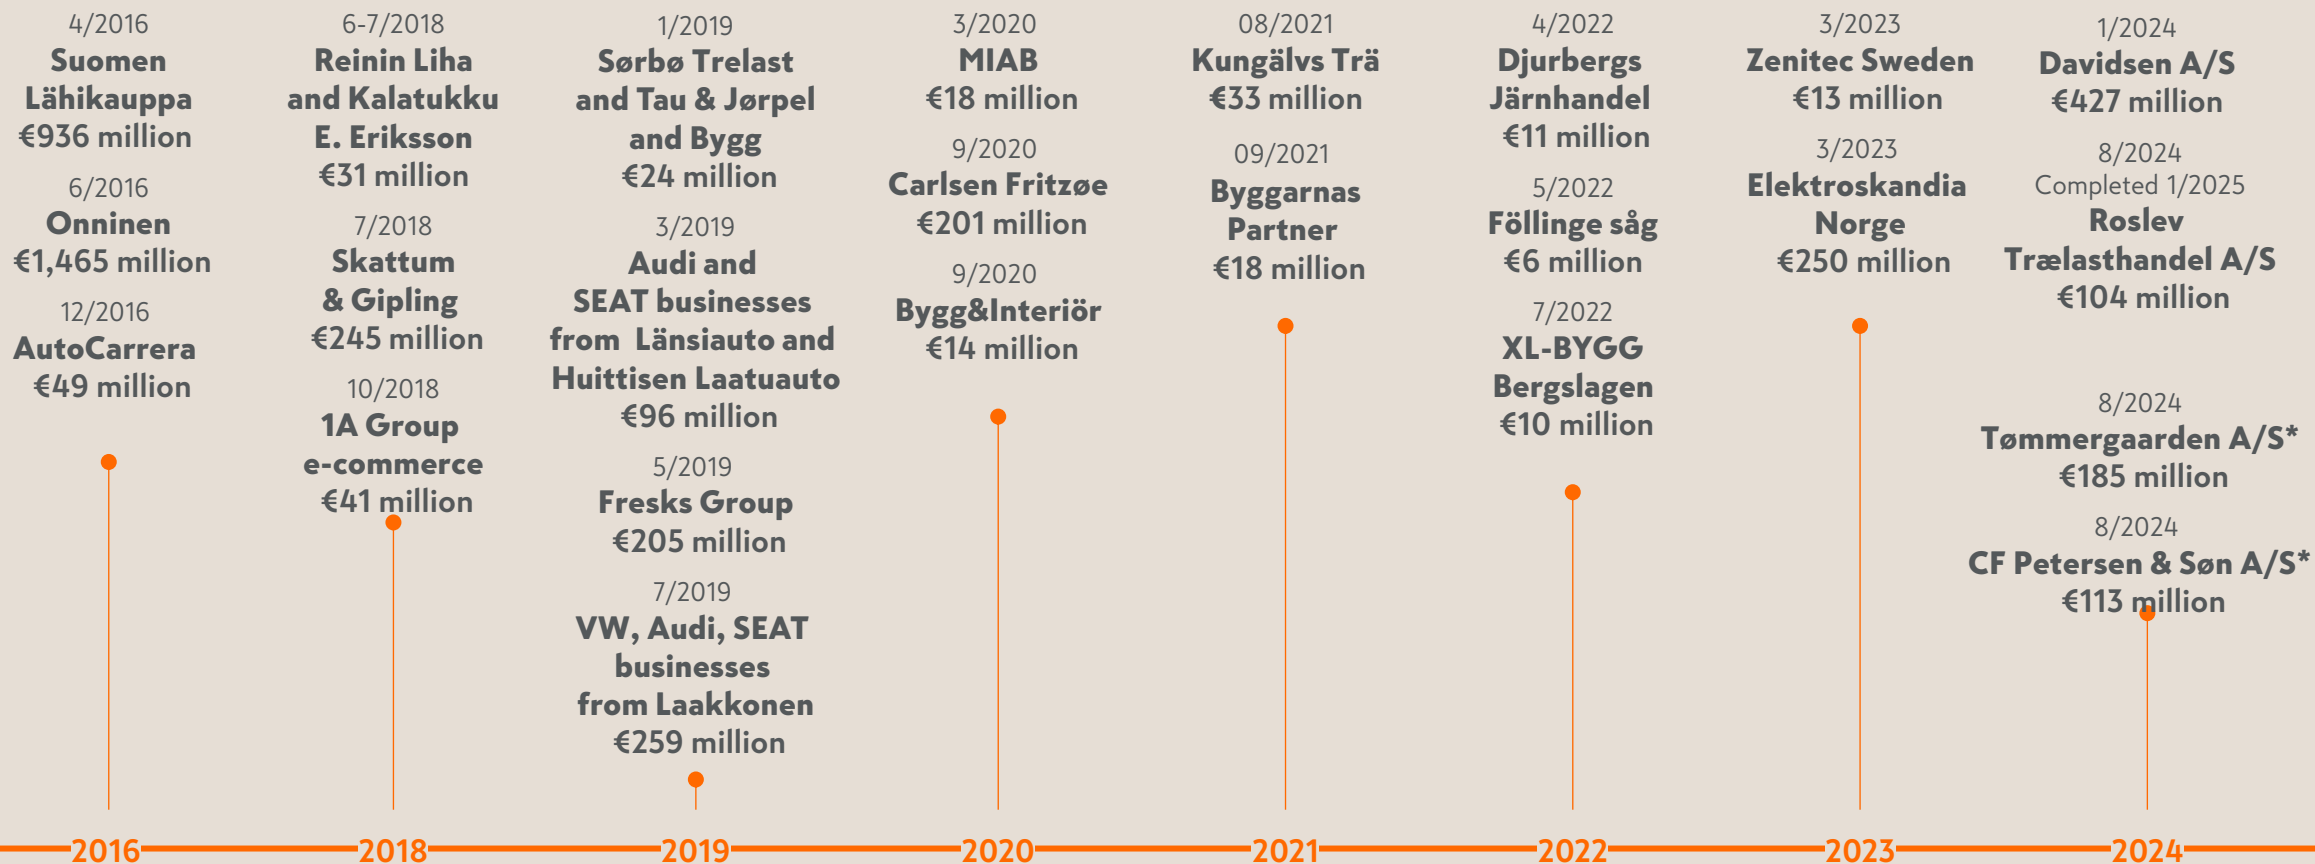 4/2016
Suomen
Lähikauppa
€936 million
6/2016
Onninen
€1,465 million
12/2016
AutoCarrera
€49 million
6-7/2018
Reinin Liha
and Kalatukku
E. Eriksson
€31 million
7/2018
Skattum
& Gipling
€245 million
10/2018
1A Group
e-commerce
€41 million
1/2019
Sørbø Trelast
and Tau & Jørpel
and Bygg
€24 million
3/2019
Audi and
SEAT businesses
from Länsiauto and
Huittisen Laatuauto
€96 million
5/2019
Fresks Group
€205 million
7/2019
VW, Audi, SEAT
businesses
from Laakkonen
€259 million
3/2020
MIAB
€18 million
9/2020
Carlsen Fritzøe
€201 million
9/2020
Bygg&Interiör
€14 million
08/2021
Kungälvs Trä
€33 million
09/2021
Byggarnas
Partner
€18 million
4/2022
Djurbergs
Järnhandel
€11 million
5/2022
Föllinge såg
€6 million
7/2022
XL-BYGG
Bergslagen
€10 million
3/2023
Zenitec Sweden
€13 million
3/2023
Elektroskandia
Norge
€250 million
1/2024
Davidsen A/S
€427 million
8/2024
Completed 1/2025
Roslev
Trælasthandel A/S
€104 million
8/2024
Tømmergaarden A/S*
€185 million
8/2024
CF Petersen & Søn A/S*
€113 million
2016
2018
2019
2020
2021
2022
2023
2024